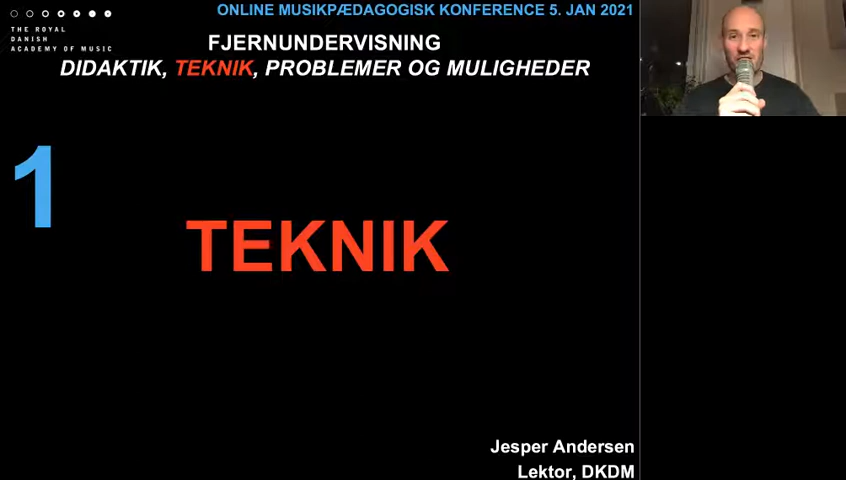 ONLINE MUSIKPÆDAGOGISK KONFERENCE 5. JAN 2021
THE ROYAL
DANISH
ACADEMY OF MUSIC
FJERNUNDERVISNING
DIDAKTIK, TEKNIK, PROBLEMER OG MULIGHEDER
1
TEKNIK
Jesper Andersen
Lektor, DKDM